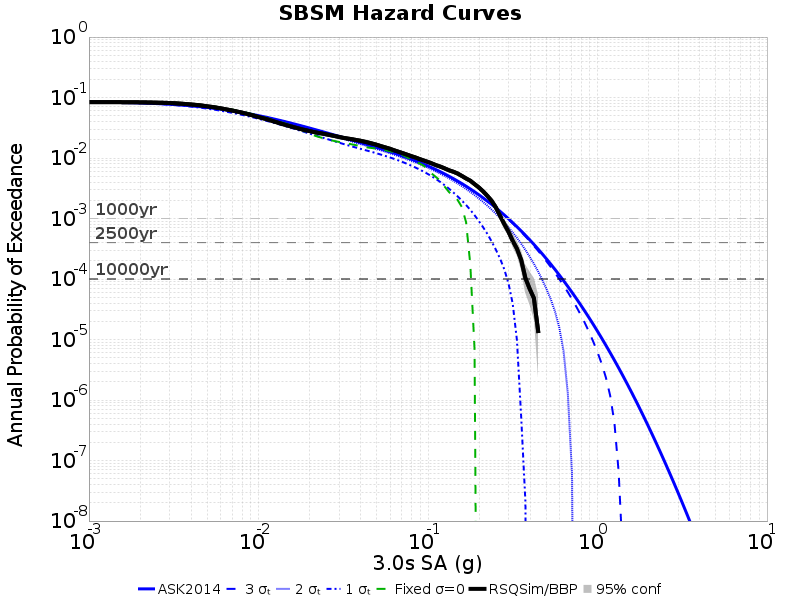 SBSM Hazard Curves
Annual Probability of Exceedance
10^0
10^-1
10^-2
10^-3
10^-4
10^-5
10^-6
10^-7
10^-8
1000yr
2500yr
10000yr
10^-3 10^-2 10^-1 10^0 10^1
3.0s SA (g)
ASK2014 3 σₜ 2 σₜ 1 σₜ Fixed σ=0 RSQSim/BBP 95% conf